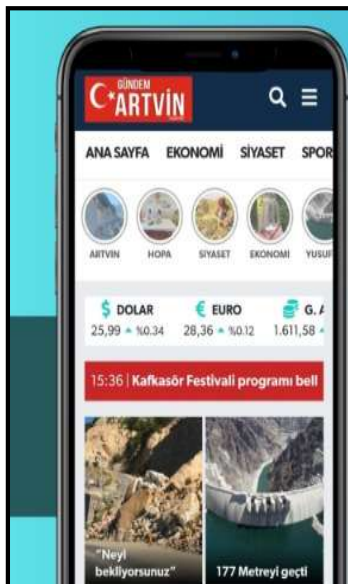 GÜNDEM
ARTVİN
ANA SAYFA EKONOMİ SİYASET SPOR
ARTVİN HOPA SİYASET EKONOMİ YUSUF
$ DOLAR € EURO G. A
25,99 %0.34 28,36 %0.12 1.611,58
15:36 | Kafkasör Festivali programı bell
"Neyi
bekliyorsunuz" 177 Metreyi geçti